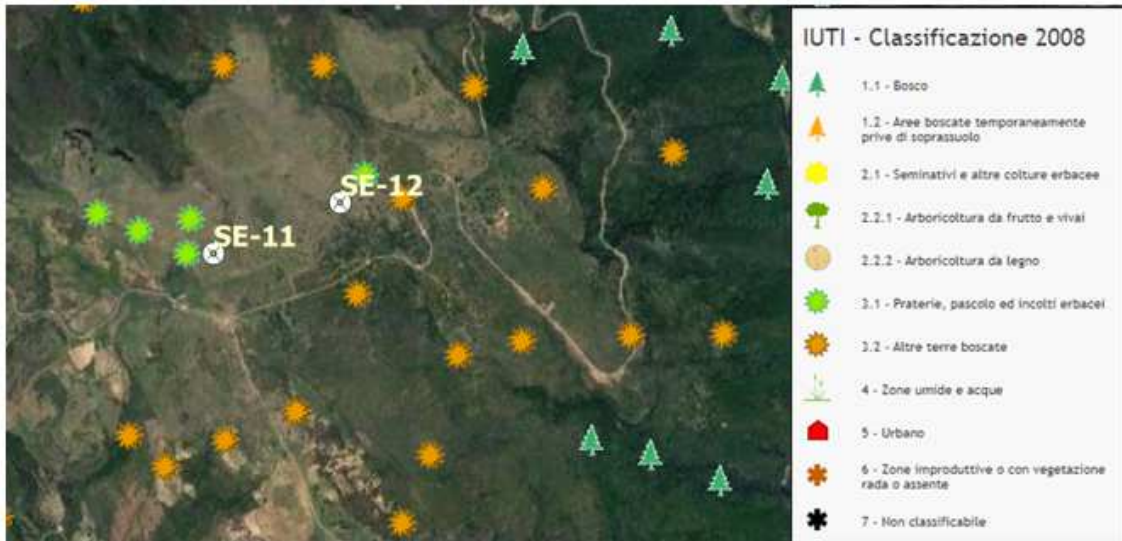 IUTI - Classificazione 2008
1.1 - Bosco
1.2 - Aree boscate temporaneamente
prive di soprassuolo
2.1 - Seminativi e altre colture erbacee
2.2.1 - Arboricoltura da frutto e vivai
2.2.2 - Arboricoltura da legno
3.1 - Praterie, pascolo ed incolti erbacei
3.2 - Altre terre boscate
4 - Zone umide e acque
5 - Urbano
6 - Zone improduttive o con vegetazione
rada o assente
7 - Non classificabile
SE-12
SE-11